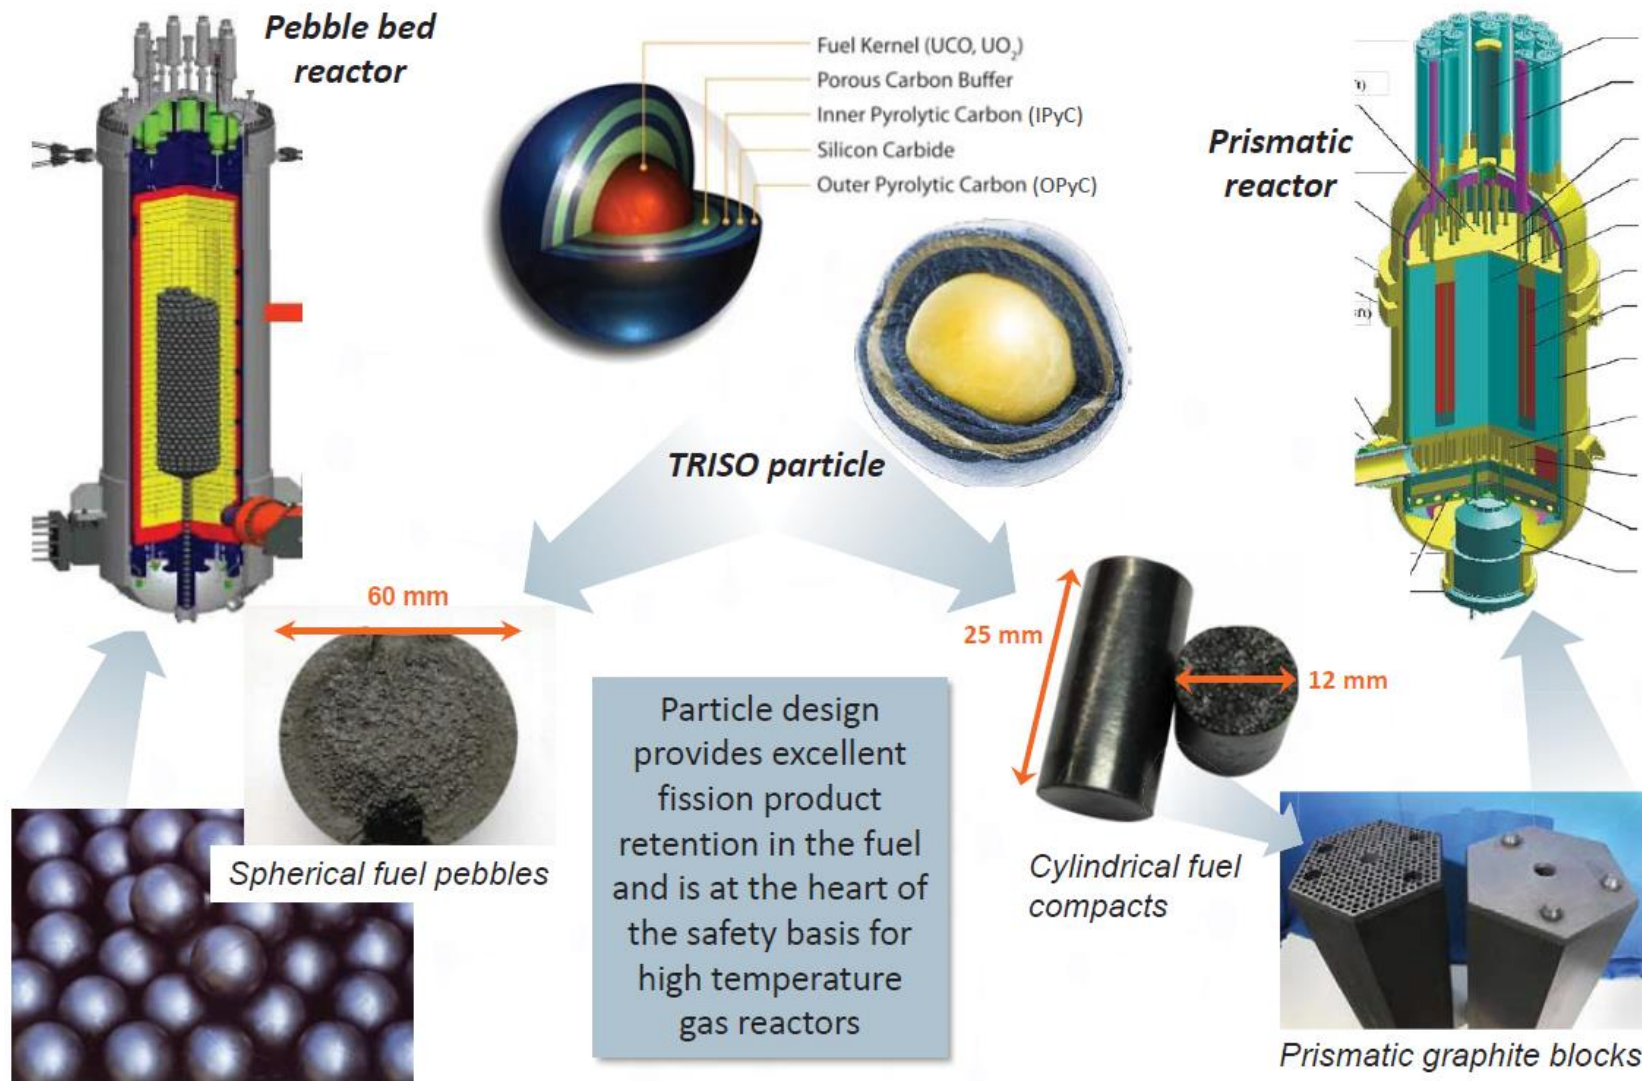 Pebble bed
reactor
Fuel Kernel (UCO, UO₂)
Porous Carbon Buffer
Inner Pyrolytic Carbon (IPyC)
Silicon Carbide
Outer Pyrolytic Carbon (OPyC)
Prismatic
reactor
TRISO particle
60 mm
25 mm
12 mm
Spherical fuel pebbles
Particle design
provides excellent
fission product
retention in the fuel
and is at the heart of
the safety basis for
high temperature
gas reactors
Cylindrical fuel
compacts
Prismatic graphite blocks